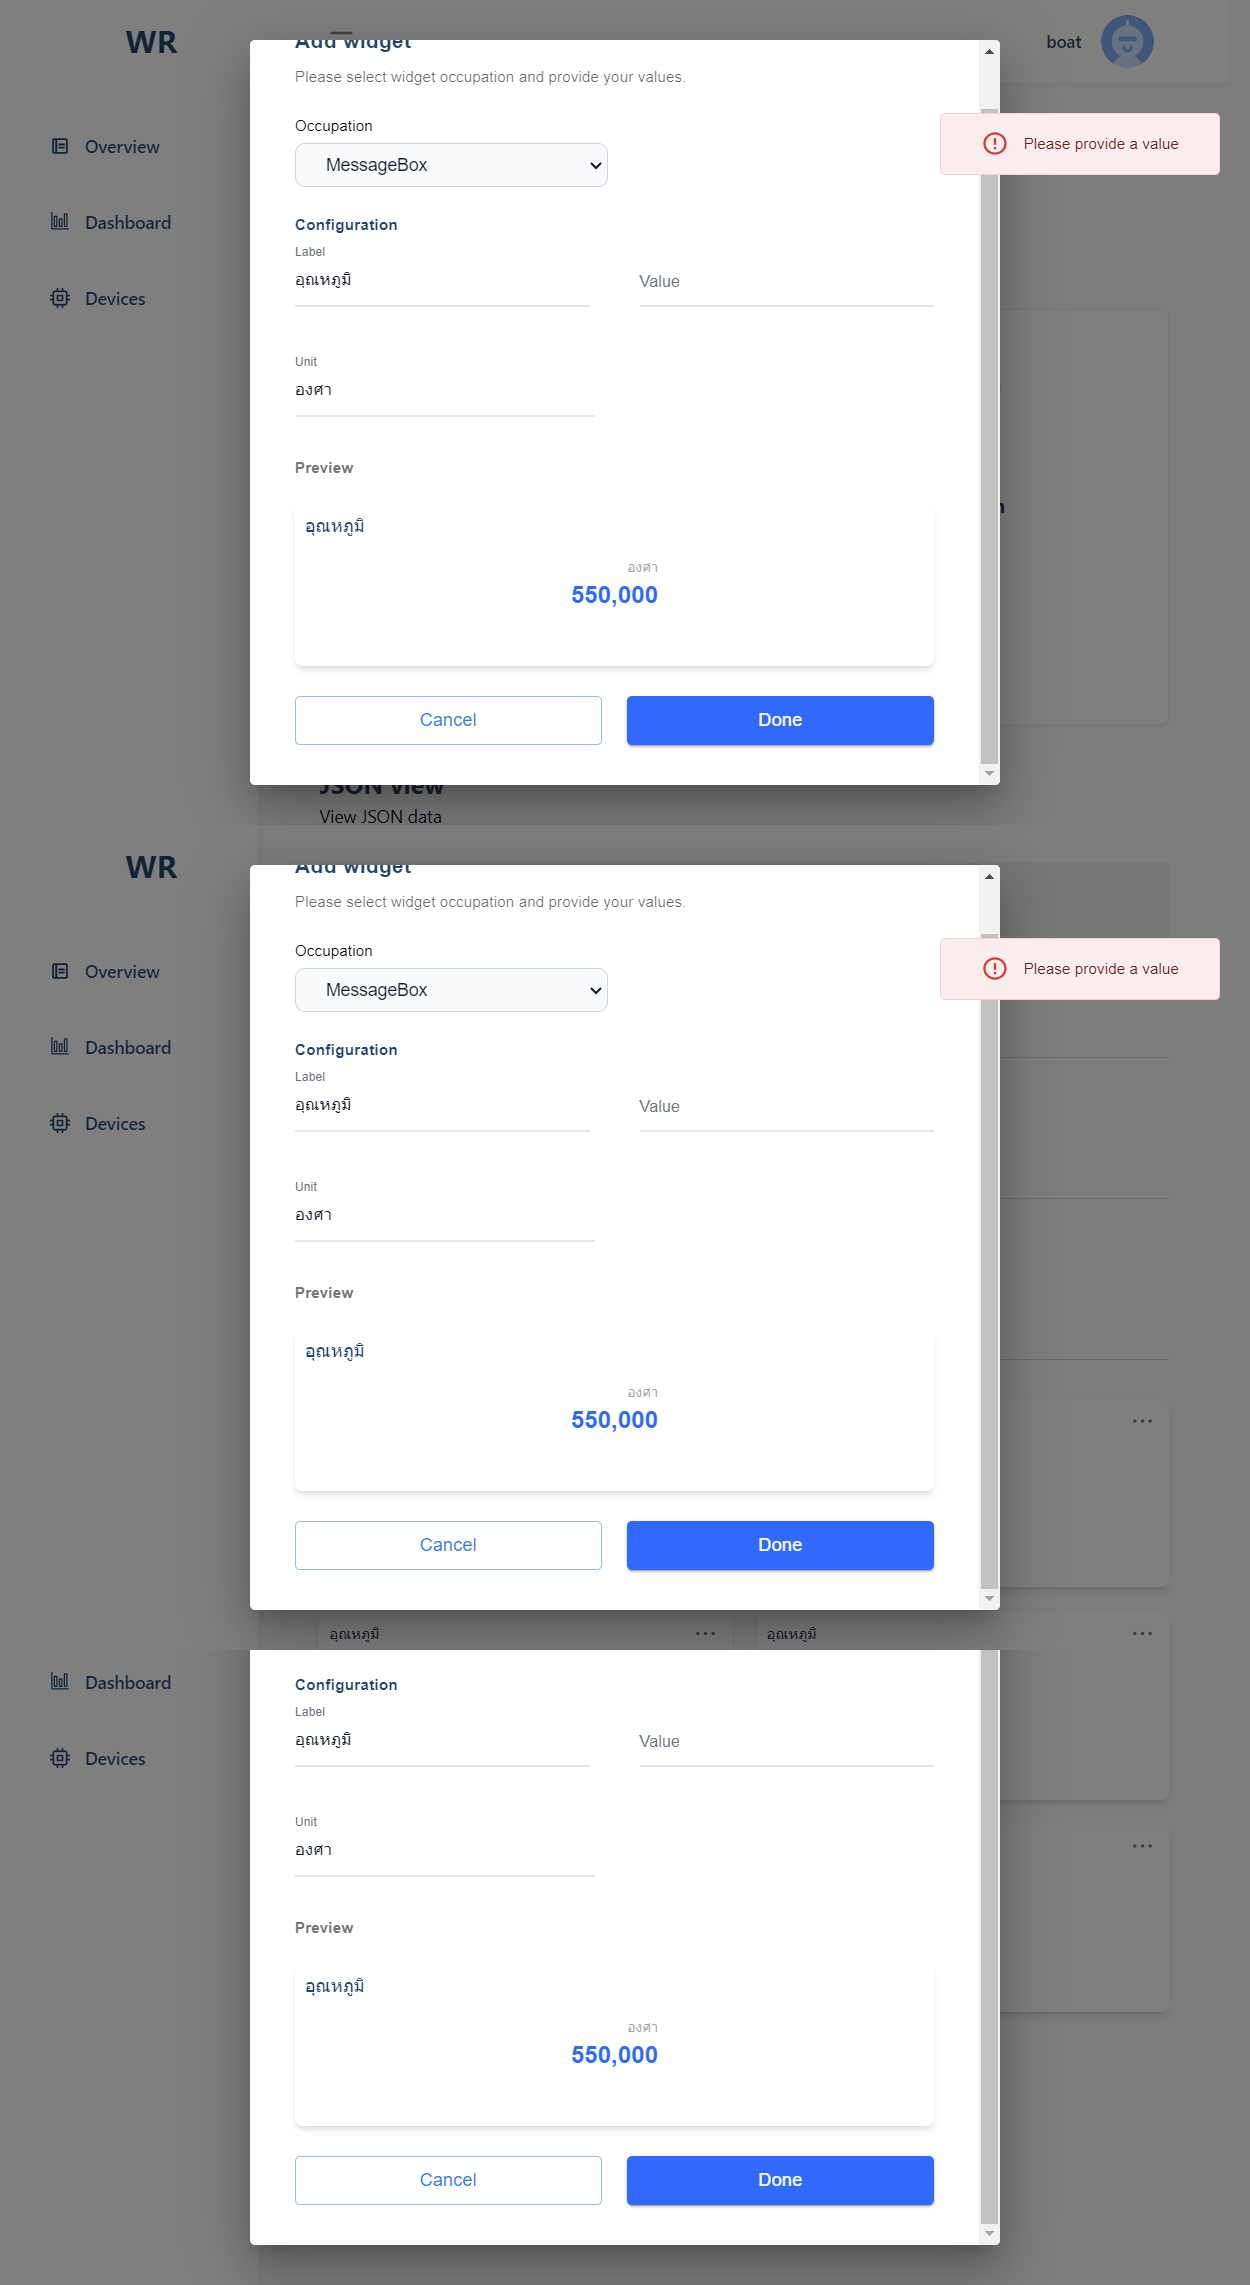 WR
boat
Add widget
Please select widget occupation and provide your values.
Overview
Dashboard
Devices
Occupation
MessageBox
Please provide a value
Configuration
Label
อุณหภูมิ
Value
Unit
องศา
Preview
อุณหภูมิ
องศา
550,000
Cancel
Done
JSON View
View JSON data
WR
Add widget
Please select widget occupation and provide your values.
Overview
Dashboard
Devices
Occupation
MessageBox
Please provide a value
Configuration
Label
อุณหภูมิ
Value
Unit
องศา
Preview
อุณหภูมิ
องศา
550,000
Cancel
Done
อุณหภูมิ
อุณหภูมิ
Dashboard
Devices
Configuration
Label
อุณหภูมิ
Value
Unit
องศา
Preview
อุณหภูมิ
องศา
550,000
Cancel
Done